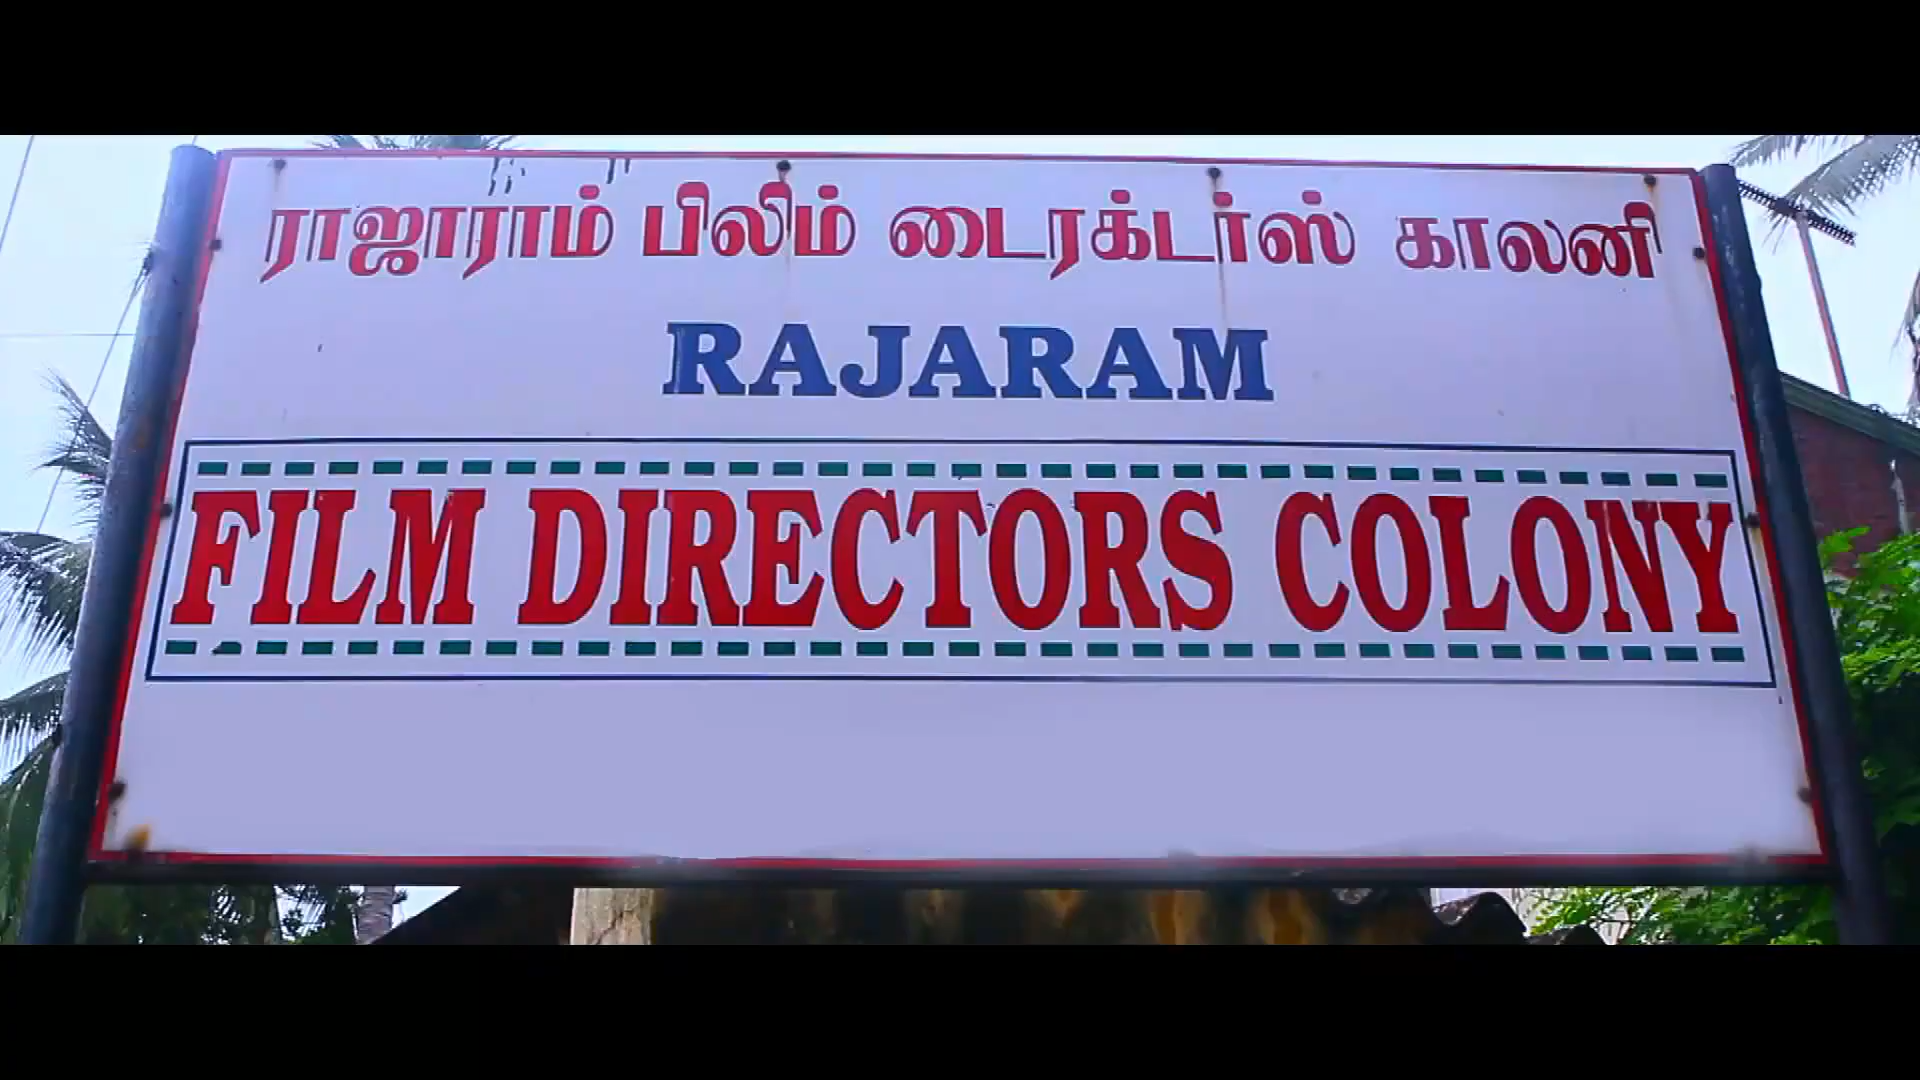 ராஜாராம் பிலிம் டைரக்டர்ஸ் காலனி
RAJARAM
FILM DIRECTORS COLONY